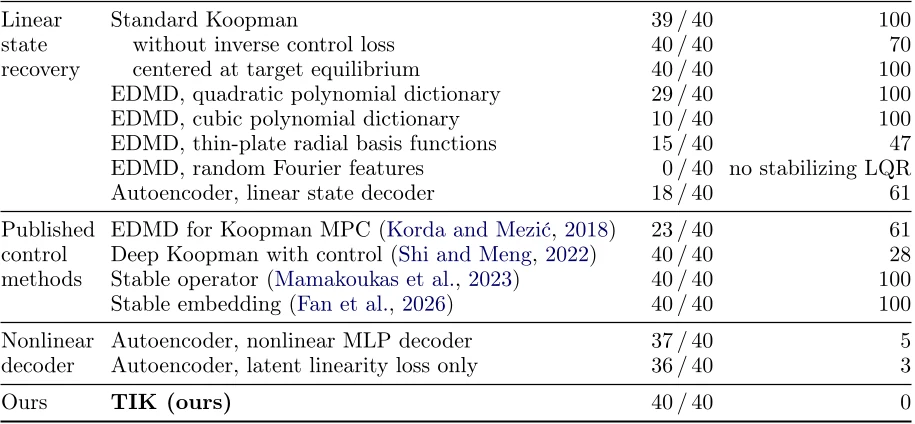 Linear Standard Koopman 39 / 40 100
state without inverse control loss 40 / 40 70
recovery centered at target equilibrium 40 / 40 100
EDMD, quadratic polynomial dictionary 29 / 40 100
EDMD, cubic polynomial dictionary 10 / 40 100
EDMD, thin-plate radial basis functions 15 / 40 47
EDMD, random Fourier features 0 / 40 no stabilizing LQR
Autoencoder, linear state decoder 18 / 40 61
Published EDMD for Koopman MPC (Korda and Mezić, 2018) 23 / 40 61
control Deep Koopman with control (Shi and Meng, 2022) 40 / 40 28
methods Stable operator (Mamakoukas et al., 2023) 40 / 40 100
Stable embedding (Fan et al., 2026) 40 / 40 100
Nonlinear Autoencoder, nonlinear MLP decoder 37 / 40 5
decoder Autoencoder, latent linearity loss only 36 / 40 3
Ours TIK (ours) 40 / 40 0